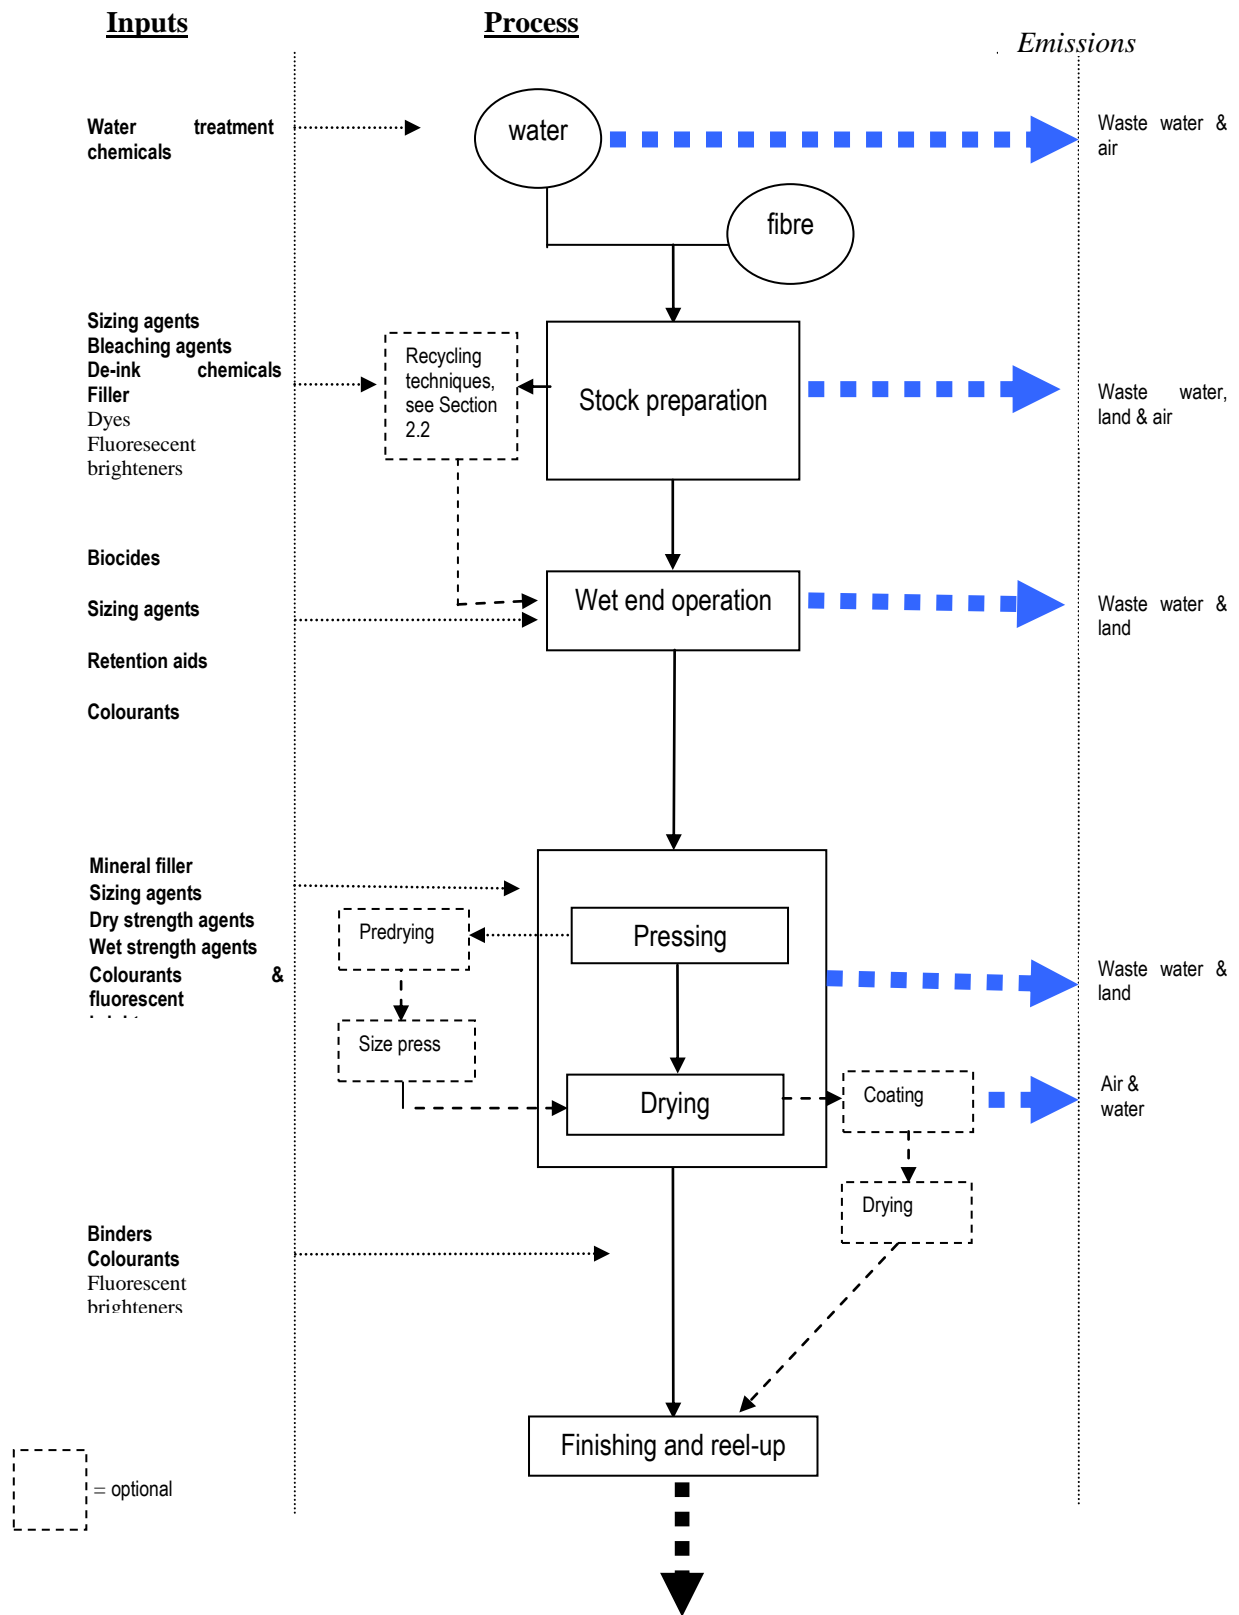 Inputs
Process
Emissions
Water treatment
chemicals
water
Waste water &
air
fibre
Sizing agents
Bleaching agents
De-ink chemicals
Filler
Dyes
Fluoresecent
brighteners
Recycling
techniques,
see Section
2.2
Stock preparation
Waste water,
land & air
Biocides
Sizing agents
Retention aids
Colourants
Wet end operation
Waste water &
land
Mineral filler
Sizing agents
Dry strength agents
Wet strength agents
Colourants &
fluorescent
Predrying
Pressing
Waste water &
land
Size press
Drying
Coating
Air &
water
Drying
Binders
Colourants
Fluorescent
brighteners
Finishing and reel-up
= optional